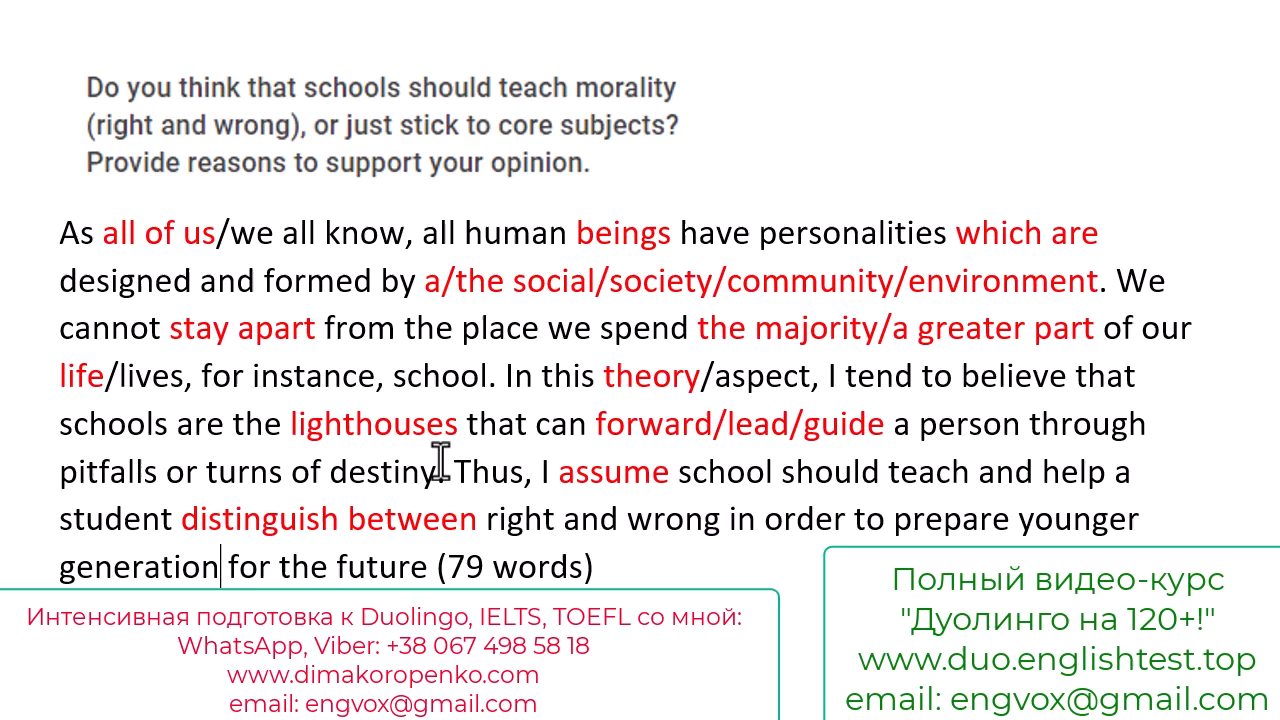 Do you think that schools should teach morality
(right and wrong), or just stick to core subjects?
Provide reasons to support your opinion.
As all of us/we all know, all human beings have personalities which are
designed and formed by a/the social/society/community/environment. We
cannot stay apart from the place we spend the majority/a greater part of our
life/lives, for instance, school. In this theory/aspect, I tend to believe that
schools are the lighthouses that can forward/lead/guide a person through
pitfalls or turns of destiny. Thus, I assume school should teach and help a
student distinguish between right and wrong in order to prepare younger
generation for the future (79 words)
Интенсивная подготовка к Duolingo, IELTS, TOEFL со мной:
WhatsApp, Viber: +38 067 498 58 18
www.dimakoropenko.com
email: engvox@gmail.com
Полный видео-курс
"Дуолинго на 120+!"
www.duo.englishtest.top
email: engvox@gmail.com